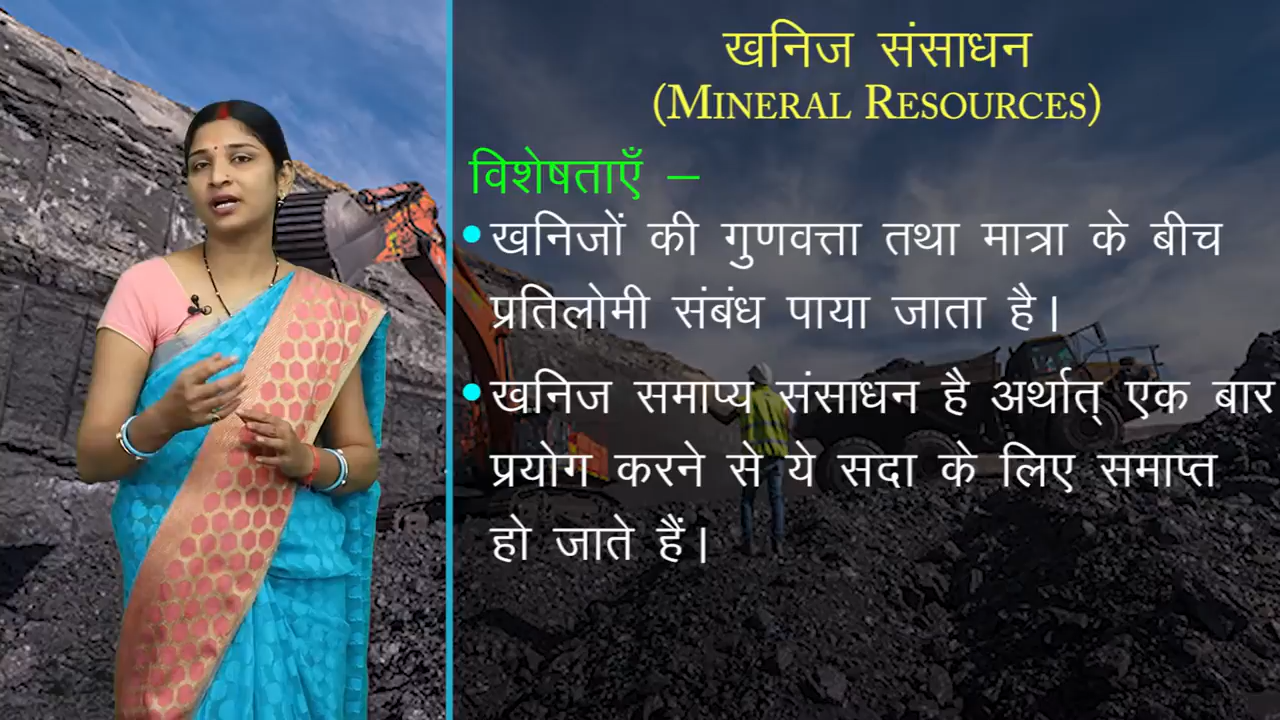 खनिज संसाधन
(MINERAL RESOURCES)
विशेषताएँ –
• खनिजों की गुणवत्ता तथा मात्रा के बीच
प्रतिलोमी संबंध पाया जाता है।
• खनिज समाप्य संसाधन है अर्थात् एक बार
प्रयोग करने से ये सदा के लिए समाप्त
हो जाते हैं।